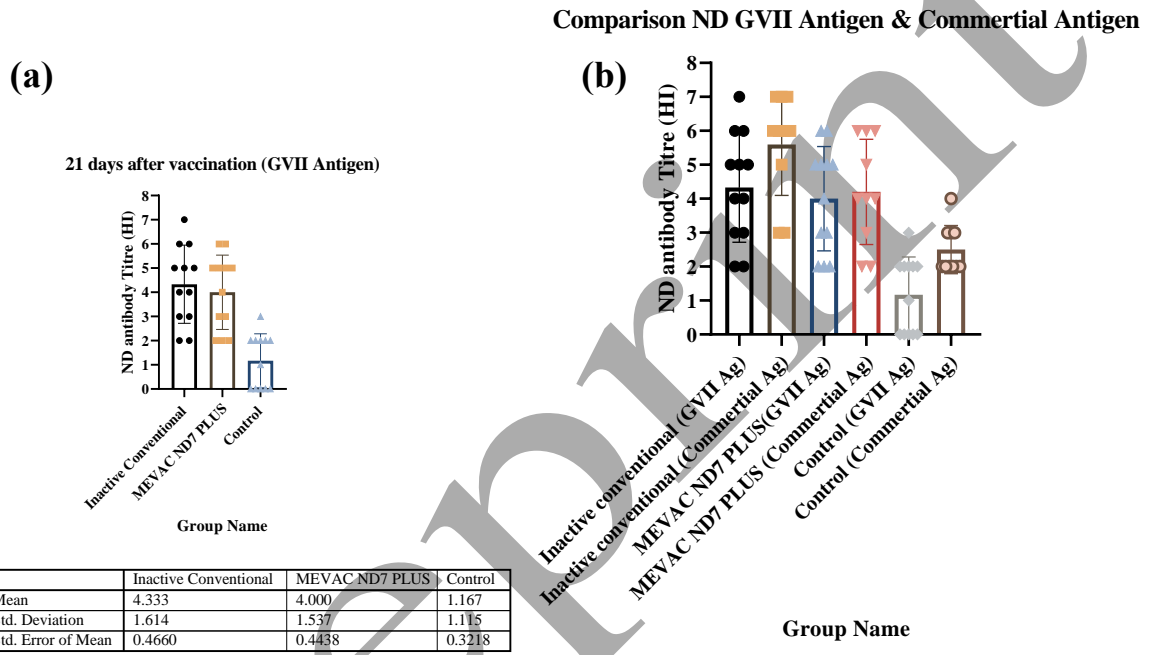 Comparison ND GVII Antigen & Commertial Antigen
(a)
21 days after vaccination (GVII Antigen)
ND antibody Titre (HI)
8
7
6
5
4
3
2
1
0
Inactive Conventional
MEVAC ND7 PLUS
Control
Group Name
(b)
ND antibody Titre (HI)
8
7
6
5
4
3
2
1
0
Inactive conventional (GVII Ag)
Inactive conventional (Commertial Ag)
MEVAC ND7 PLUS(GVII Ag)
MEVAC ND7 PLUS (Commertial Ag)
Control (GVII Ag)
Control (Commertial Ag)
Group Name
Inactive Conventional MEVAC ND7 PLUS Control
Mean 4.333 4.000 1.167
td. Deviation 1.614 1.537 1.115
td. Error of Mean 0.4660 0.4438 0.3218
eprint